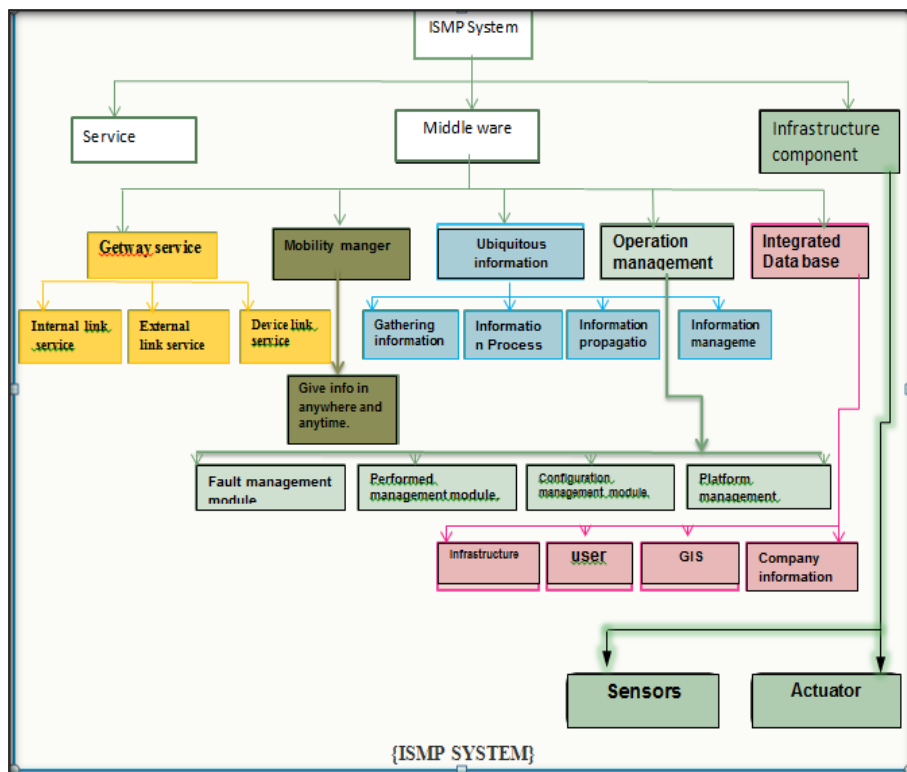 ISMP System
Service
Middle ware
Infrastructure
component
Getway service
Mobility manger
Ubiquitous
information
Operation
management
Integrated
Data base
Internal link
service
External
link service
Device link
service
Gathering
information
Informatio
n Process
Information
propagatio
Information
manageme
Give info in
anywhere and
anytime.
Fault management
module
Performed
management module
Configuration
management module
Platform
management
Infrastructure
user
GIS
Company
information
Sensors
Actuator
{ISMP SYSTEM}